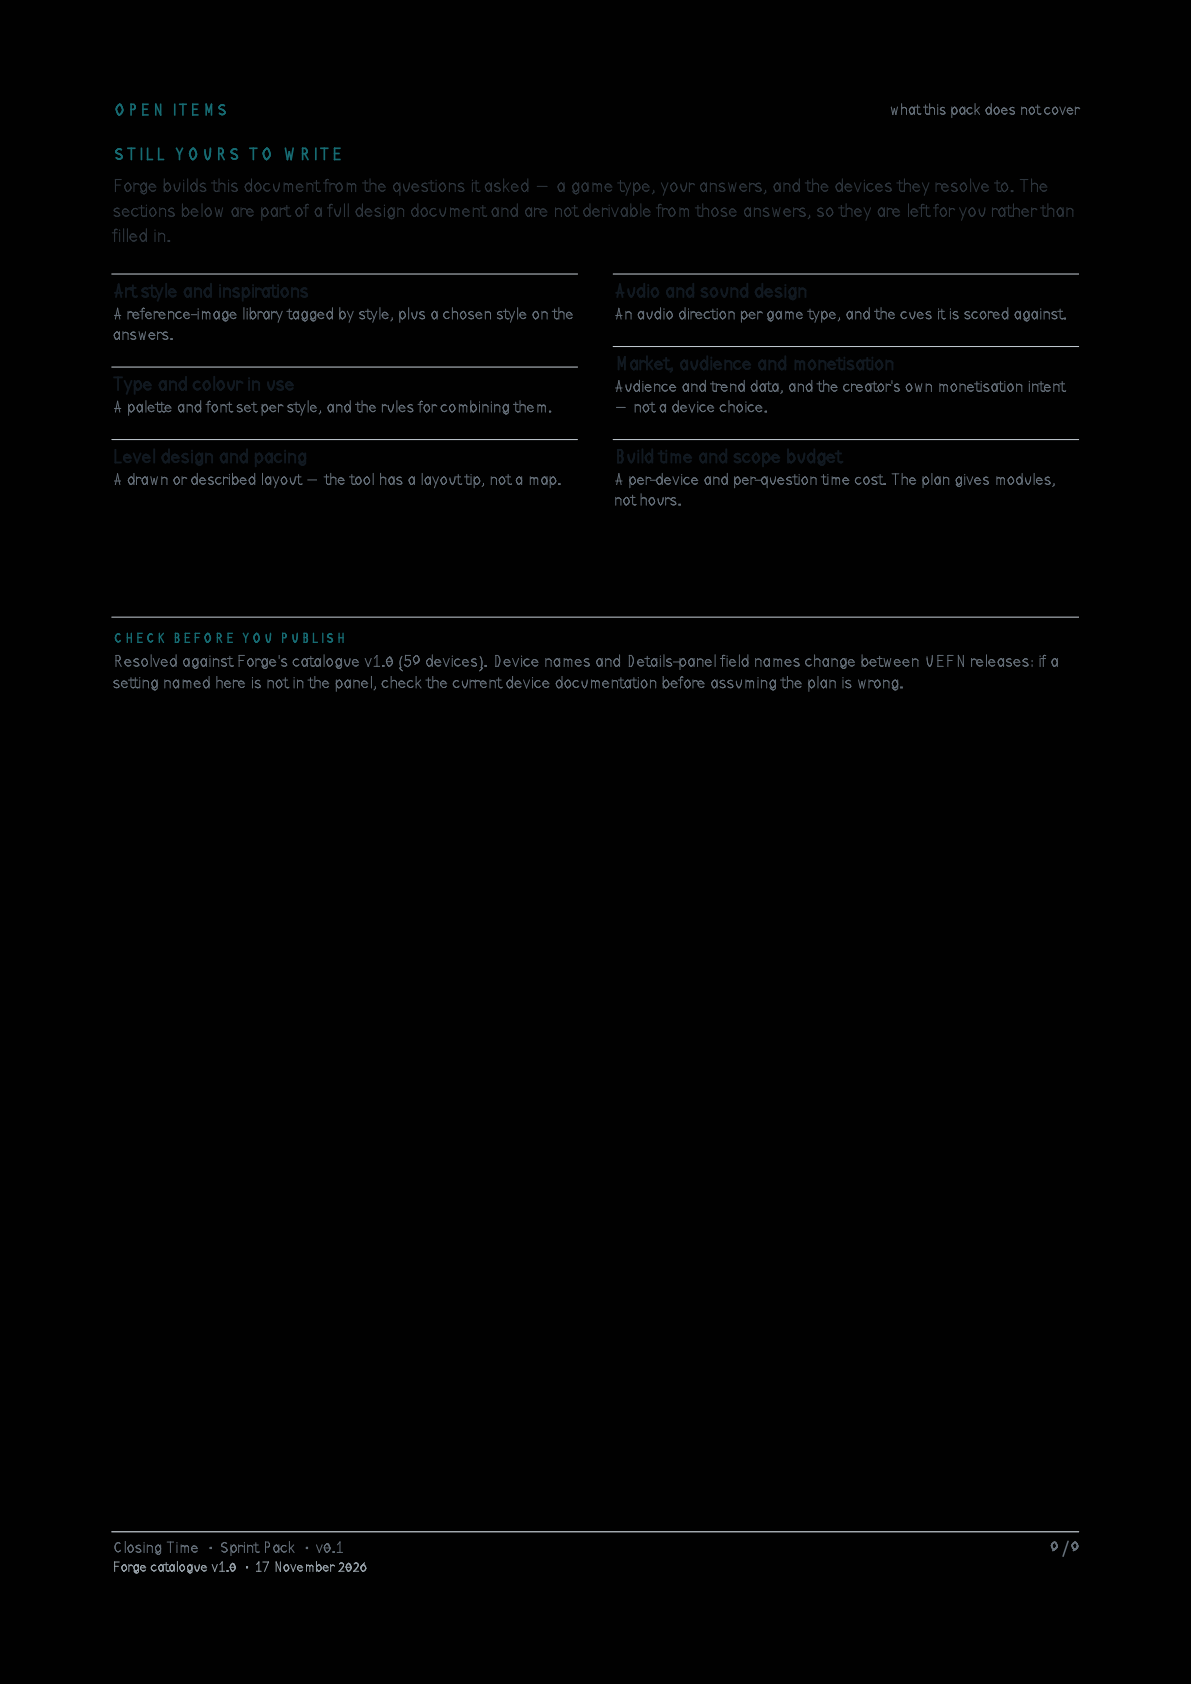 OPEN ITEMS
what this pack does not cover
STILL YOURS TO WRITE
Forge builds this document from the questions it asked — a game type, your answers, and the devices they resolve to. The
sections below are part of a full design document and are not derivable from those answers, so they are left for you rather than
filled in.
Art style and inspirations
A reference-image library tagged by style, plus a chosen style on the
answers.
Type and colour in use
A palette and font set per style, and the rules for combining them.
Level design and pacing
A drawn or described layout — the tool has a layout tip, not a map.
Audio and sound design
An audio direction per game type, and the cues it is scored against.
Market, audience and monetisation
Audience and trend data, and the creator's own monetisation intent
— not a device choice.
Build time and scope budget
A per-device and per-question time cost. The plan gives modules,
not hours.
CHECK BEFORE YOU PUBLISH
Resolved against Forge's catalogue v1.0 (59 devices). Device names and Details-panel field names change between UEFN releases: if a
setting named here is not in the panel, check the current device documentation before assuming the plan is wrong.
Closing Time · Sprint Pack · v0.1
9 / 9
Forge catalogue v1.0 · 17 November 2026